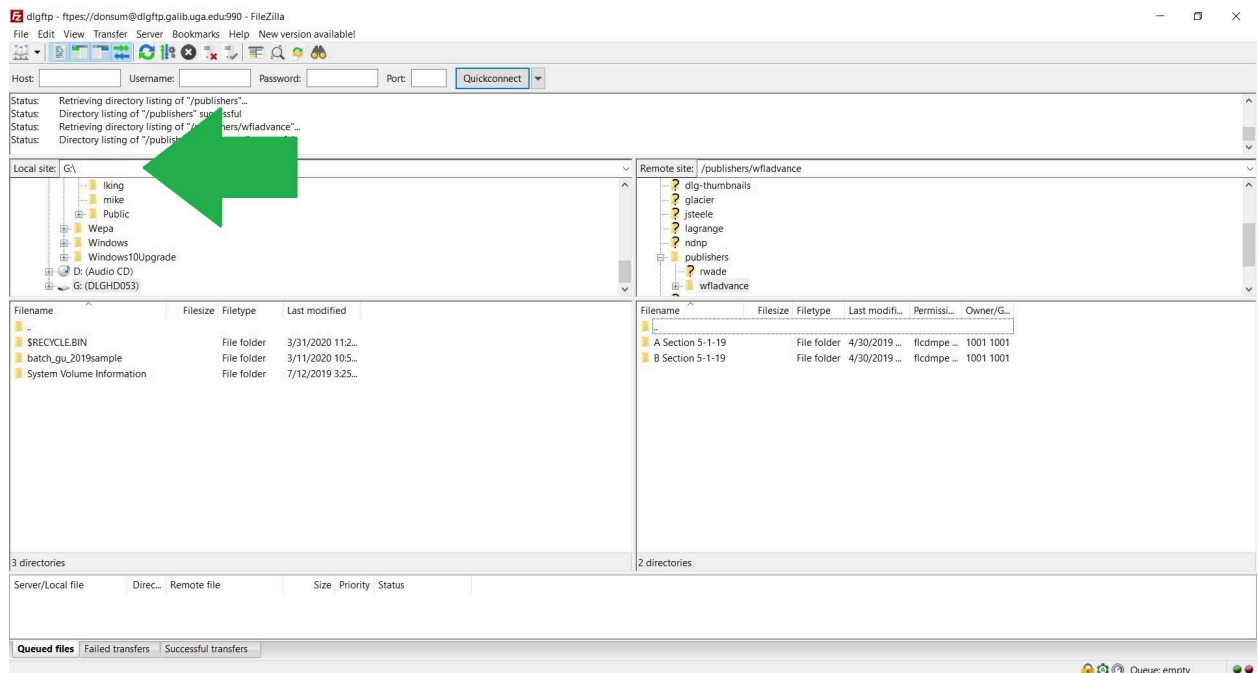 dlgftp - ftpes://donsum@dlgftp.galib.uga.edu:990 - FileZilla
File Edit View Transfer Server Bookmarks Help New version available!
Host: Username: Password: Port: Quickconnect
Status: Retrieving directory listing of "/publishers"...
Status: Directory listing of "/publishers" successful
Status: Retrieving directory listing of "/publishers/wfladvance"...
Status: Directory listing of
Local site: G:\
lking
mike
Public
Wepa
Windows
Windows10Upgrade
D: (Audio CD)
G: (DLGHD053)
Remote site: /publishers/wfladvance
dlg-thumbnails
glacier
jsteele
lagrange
ndnp
publishers
rwade
wfladvance
Filename Filesize Filetype Last modified
..
$RECYCLE.BIN File folder 3/31/2020 11:2...
batch_gu_2019sample File folder 3/11/2020 10:5...
System Volume Information File folder 7/12/2019 3:25...
3 directories
Filename Filesize Filetype Last modifi... Permissi... Owner/G...
..
A Section 5-1-19 File folder 4/30/2019 ... flcdmpe ... 1001 1001
B Section 5-1-19 File folder 4/30/2019 ... flcdmpe ... 1001 1001
2 directories
Server/Local file Direc... Remote file Size Priority Status
Queued files Failed transfers Successful transfers
Queue: empty